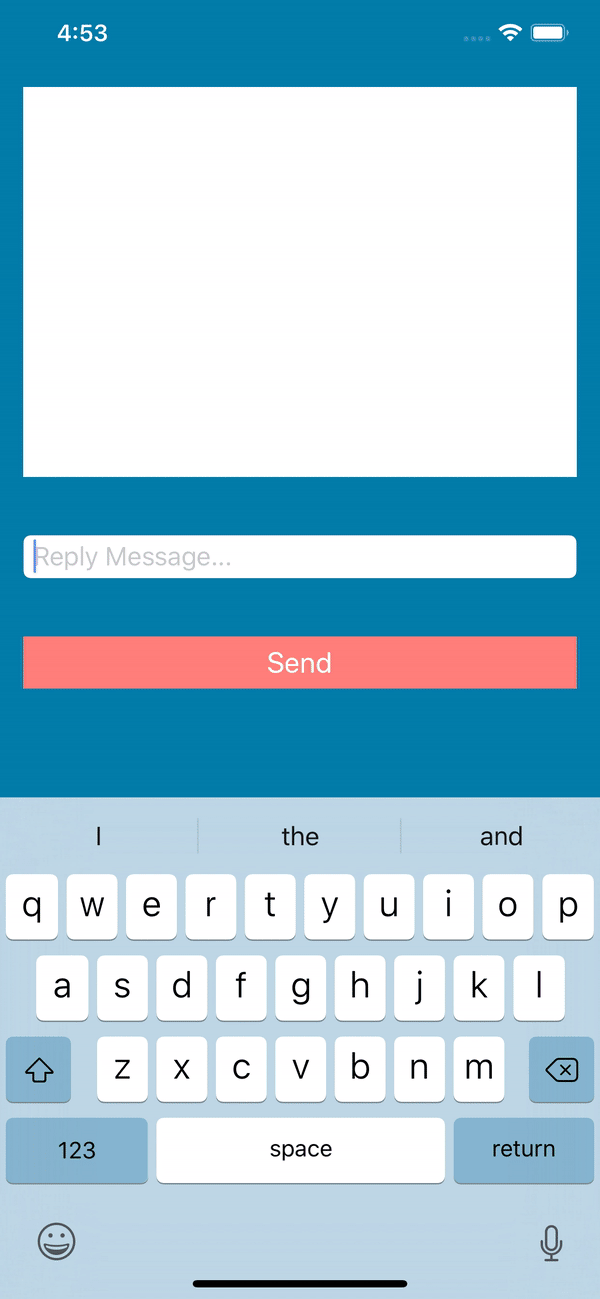 4:53
Reply Message...
Send
I the and
q w e r t y u i o p
a s d f g h j k l
z x c v b n m
123 space return